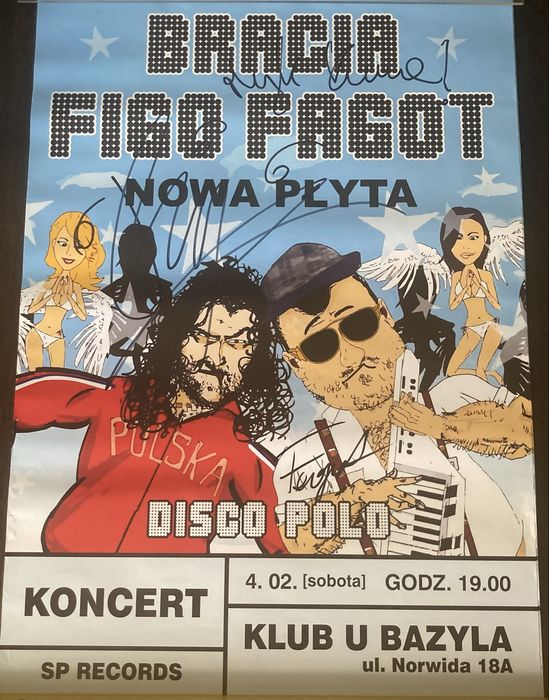 BRACIA
FIGO FAGOT
NOWA PŁYTA
POLSKA
DISCO POLO
KONCERT
SP RECORDS
4. 02. [sobota] GODZ. 19.00
KLUB U BAZYLA
ul. Norwida 18A